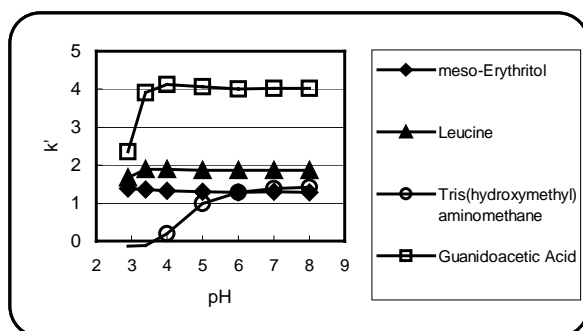 5
4
3
2
1
0
k'
2 3 4 5 6 7 8 9
pH
meso-Erythritol
Leucine
Tris(hydroxymethyl)
aminomethane
Guanidoacetic Acid